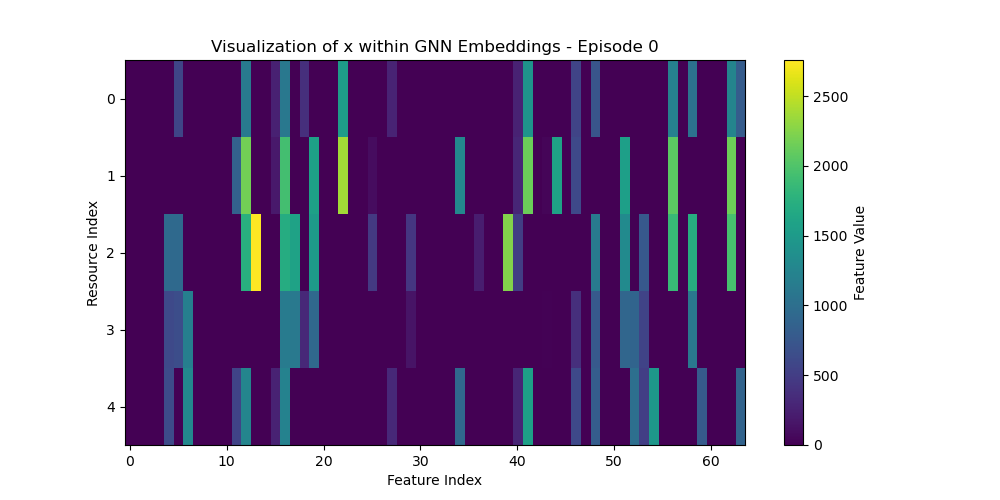 Visualization of x within GNN Embeddings - Episode 0
0
1
2
3
4
Resource Index
0 10 20 30 40 50 60
Feature Index
2500
2000
1500
1000
500
0
Feature Value